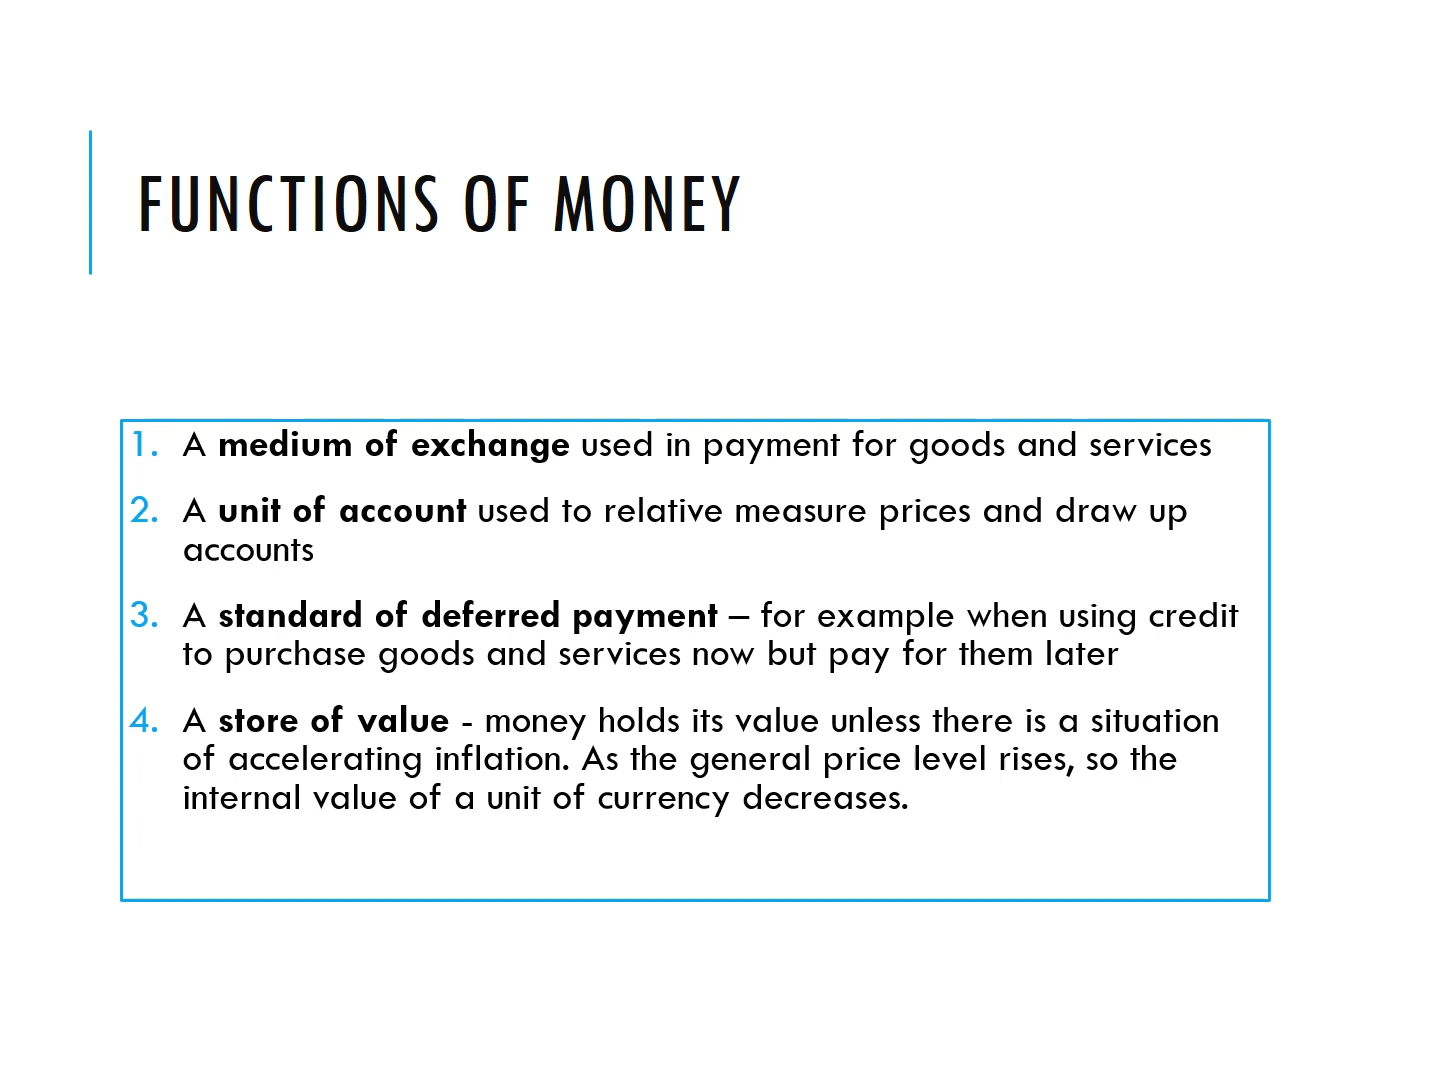 FUNCTIONS OF MONEY
1. A medium of exchange used in payment for goods and services
2. A unit of account used to relative measure prices and draw up
accounts
3. A standard of deferred payment – for example when using credit
to purchase goods and services now but pay for them later
4. A store of value - money holds its value unless there is a situation
of accelerating inflation. As the general price level rises, so the
internal value of a unit of currency decreases.